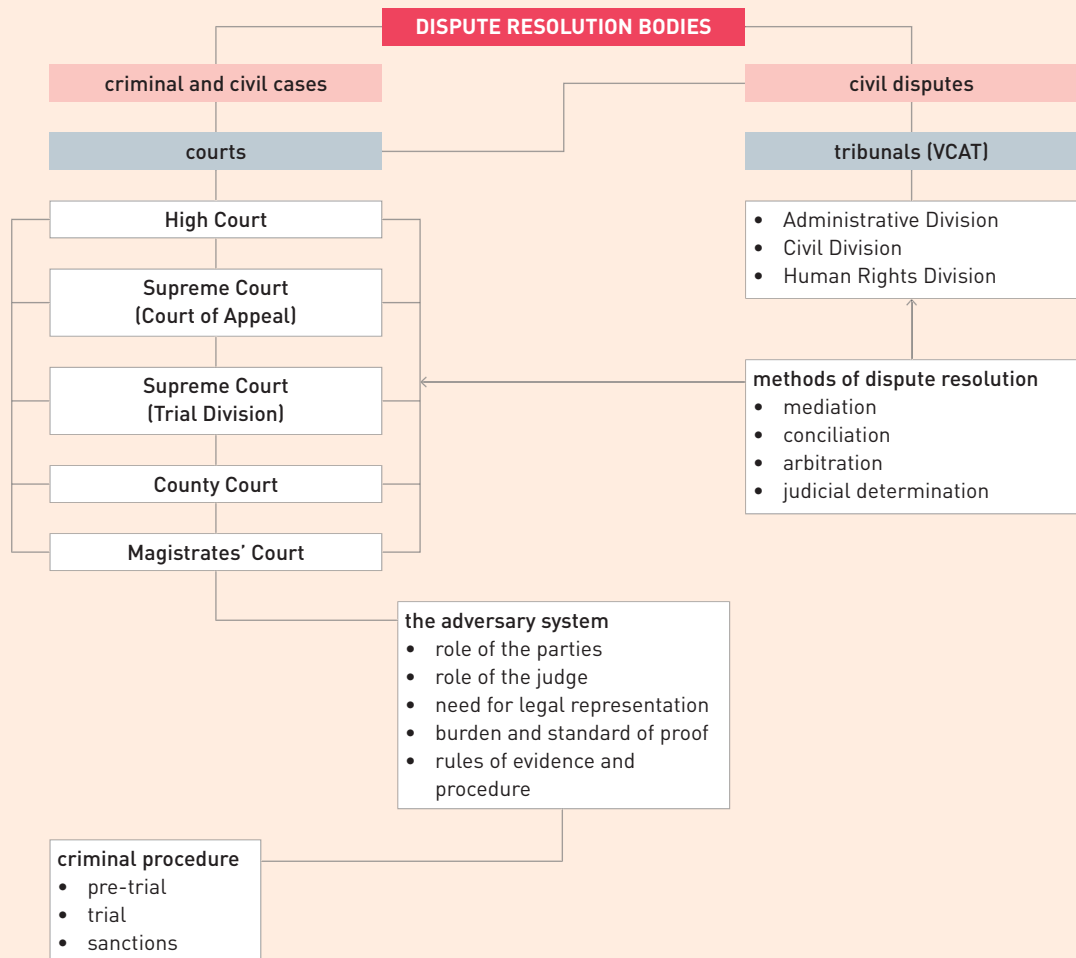 DISPUTE RESOLUTION BODIES
criminal and civil cases
civil disputes
courts
tribunals (VCAT)
High Court
• Administrative Division
• Civil Division
• Human Rights Division
Supreme Court
(Court of Appeal)
Supreme Court
(Trial Division)
methods of dispute resolution
• mediation
• conciliation
• arbitration
• judicial determination
County Court
Magistrates’ Court
the adversary system
• role of the parties
• role of the judge
• need for legal representation
• burden and standard of proof
• rules of evidence and
procedure
criminal procedure
• pre-trial
• trial
• sanctions